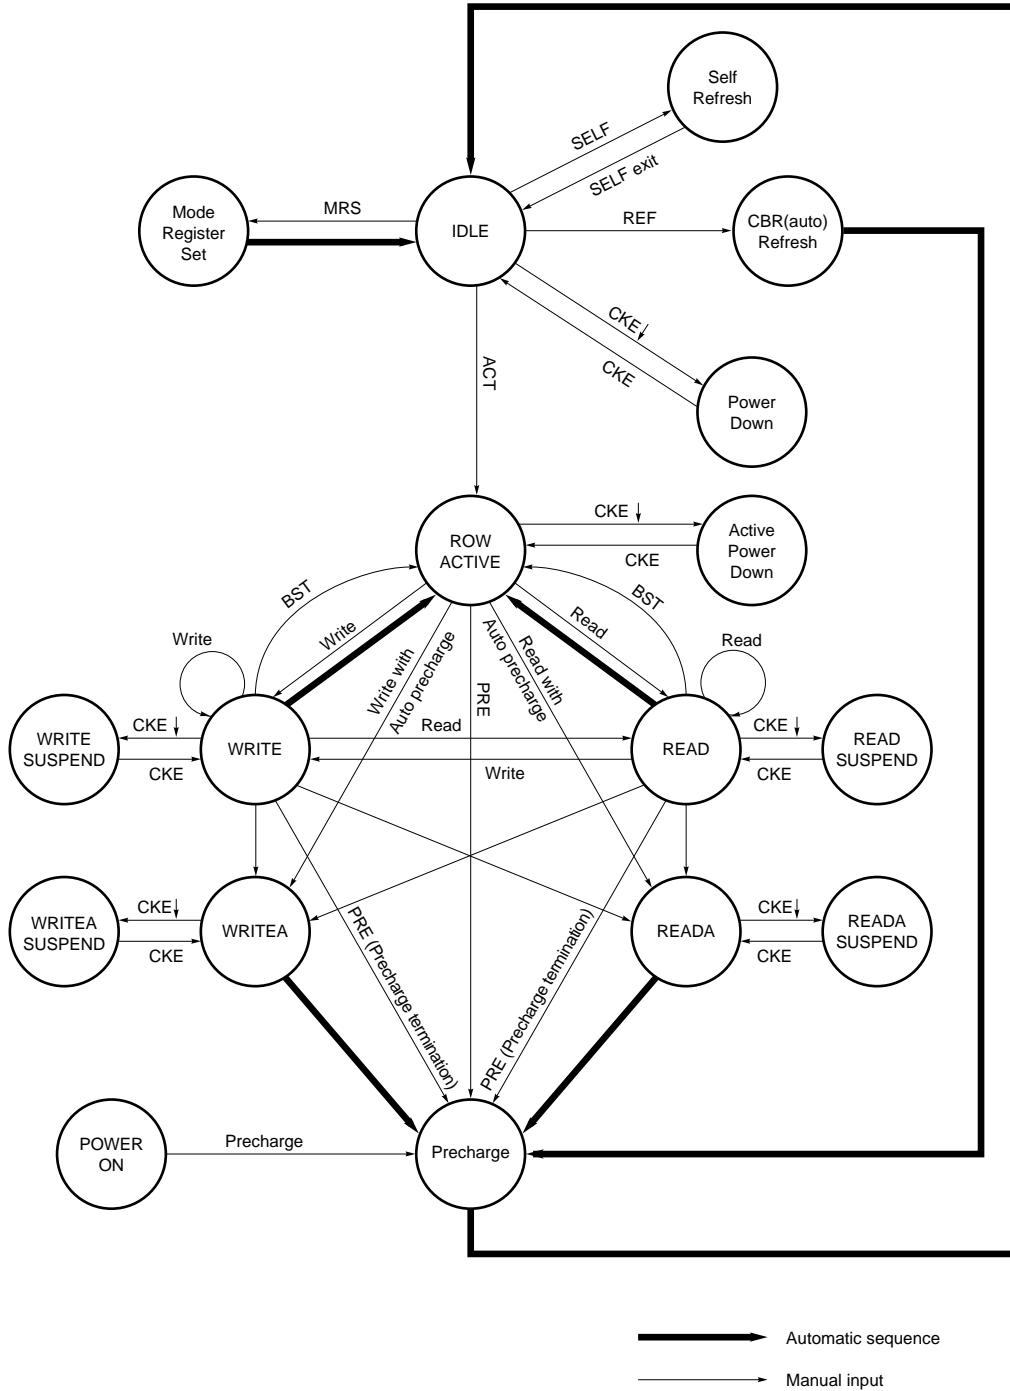 Self
Refresh
SELF
SELF exit
Mode
Register
Set
MRS
IDLE
REF
CBR(auto)
Refresh
CKE
CKE
ACT
Power
Down
ROW
ACTIVE
CKE
CKE
Active
Power
Down
BST
BST
Write
Read
Write
Read
Write with
Auto precharge
PRE
Read with
Auto precharge
WRITE
SUSPEND
CKE
CKE
WRITE
Read
Write
READ
CKE
CKE
READ
SUSPEND
WRITEA
SUSPEND
CKE
CKE
WRITEA
READA
CKE
CKE
READA
SUSPEND
PRE (Precharge termination)
PRE (Precharge termination)
POWER
ON
Precharge
Precharge
Automatic sequence
Manual input